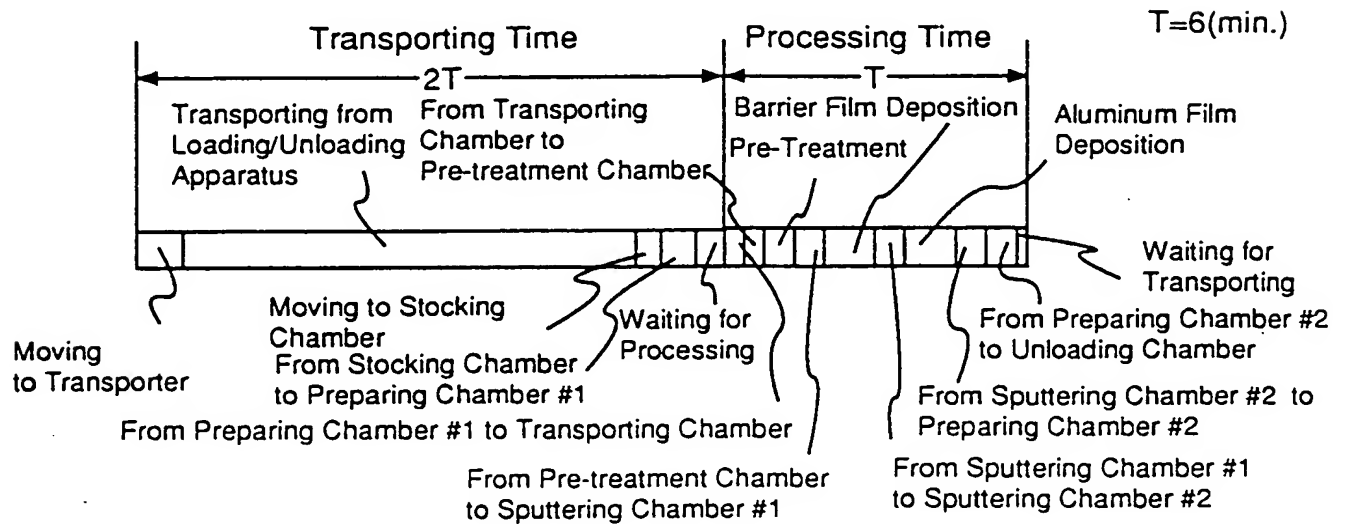 T=6(min.)
Transporting Time
Processing Time
2T
T
Transporting from
Loading/Unloading
Apparatus
From Transporting
Chamber to
Pre-treatment Chamber
Barrier Film Deposition
Pre-Treatment
Aluminum Film
Deposition
Moving
to Transporter
Moving to Stocking
Chamber
From Stocking Chamber
to Preparing Chamber #1
Waiting for
Processing
From Preparing Chamber #1 to Transporting Chamber
From Pre-treatment Chamber
to Sputtering Chamber #1
Waiting for
Transporting
From Preparing Chamber #2
to Unloading Chamber
From Sputtering Chamber #2 to
Preparing Chamber #2
From Sputtering Chamber #1
to Sputtering Chamber #2